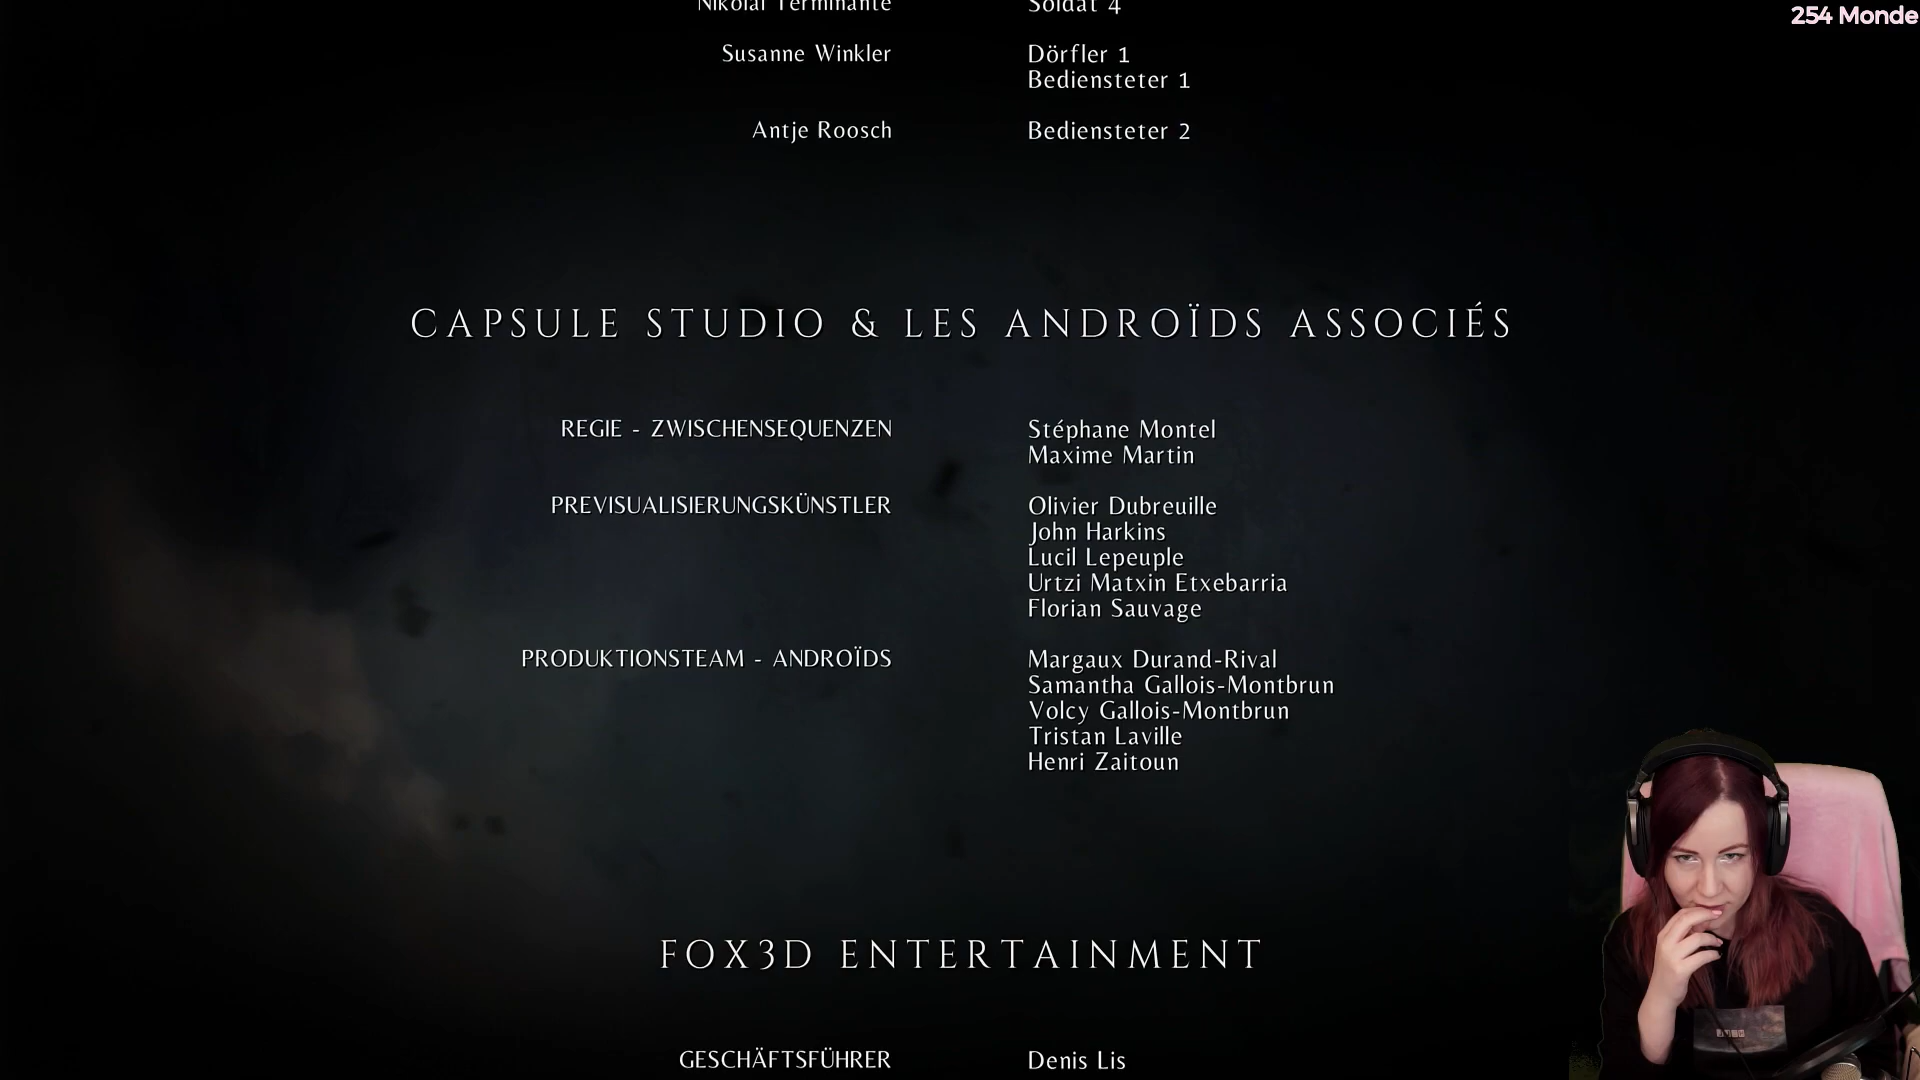 254 Monde
Nikolai Terminante Soldat 4
Susanne Winkler Dörfler 1
Bediensteter 1
Antje Roosch Bediensteter 2
CAPSULE STUDIO & LES ANDROÏDS ASSOCIÉS
REGIE - ZWISCHENSEQUENZEN Stéphane Montel
Maxime Martin
PREVISUALISIERUNGSKÜNSTLER Olivier Dubreuille
John Harkins
Lucil Lepeuple
Urtzi Matxin Etxebarria
Florian Sauvage
PRODUKTIONSTEAM - ANDROÏDS Margaux Durand-Rival
Samantha Gallois-Montbrun
Volcy Gallois-Montbrun
Tristan Laville
Henri Zaitoun
FOX3D ENTERTAINMENT
GESCHÄFTSFÜHRER Denis Lis